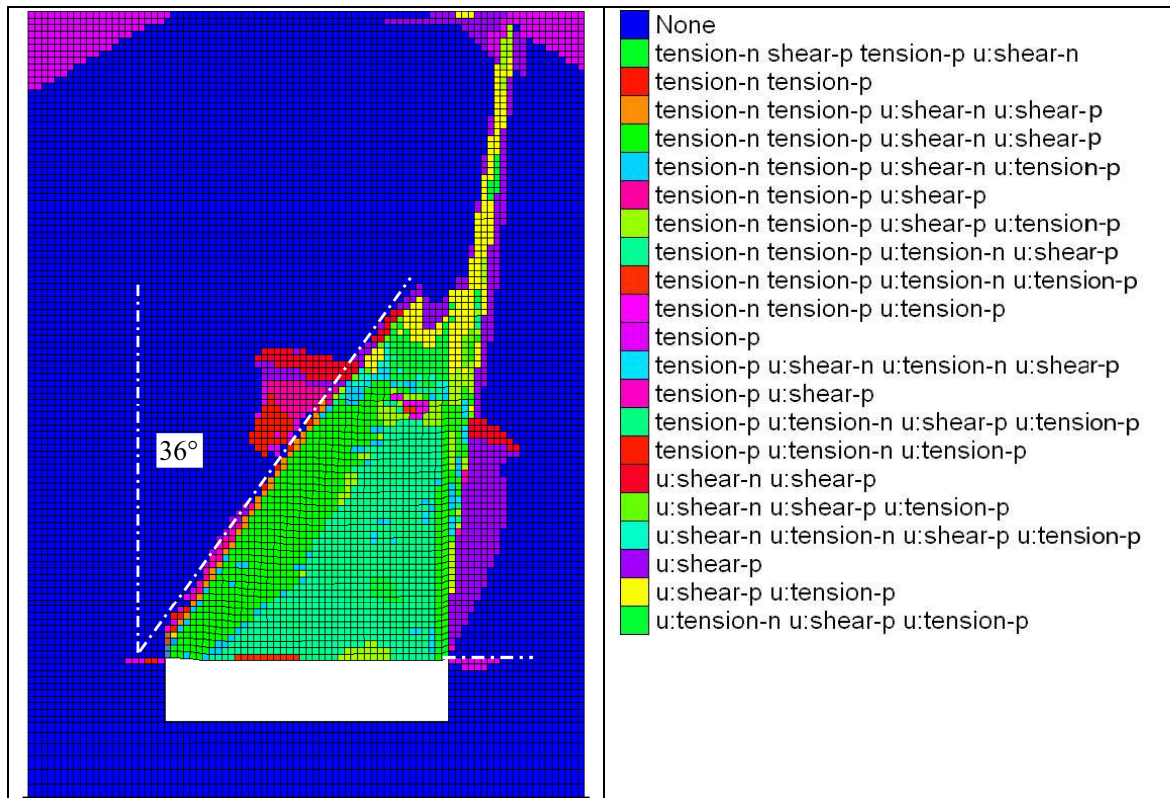 36°
None
tension-n shear-p tension-p u:shear-n
tension-n tension-p
tension-n tension-p u:shear-n u:shear-p
tension-n tension-p u:shear-n u:shear-p
tension-n tension-p u:shear-n u:tension-p
tension-n tension-p u:shear-p
tension-n tension-p u:shear-p u:tension-p
tension-n tension-p u:tension-n u:shear-p
tension-n tension-p u:tension-n u:tension-p
tension-n tension-p u:tension-p
tension-p
tension-p u:shear-n u:tension-n u:shear-p
tension-p u:shear-p
tension-p u:tension-n u:shear-p u:tension-p
tension-p u:tension-n u:tension-p
u:shear-n u:shear-p
u:shear-n u:shear-p u:tension-p
u:shear-n u:tension-n u:shear-p u:tension-p
u:shear-p
u:shear-p u:tension-p
u:tension-n u:shear-p u:tension-p